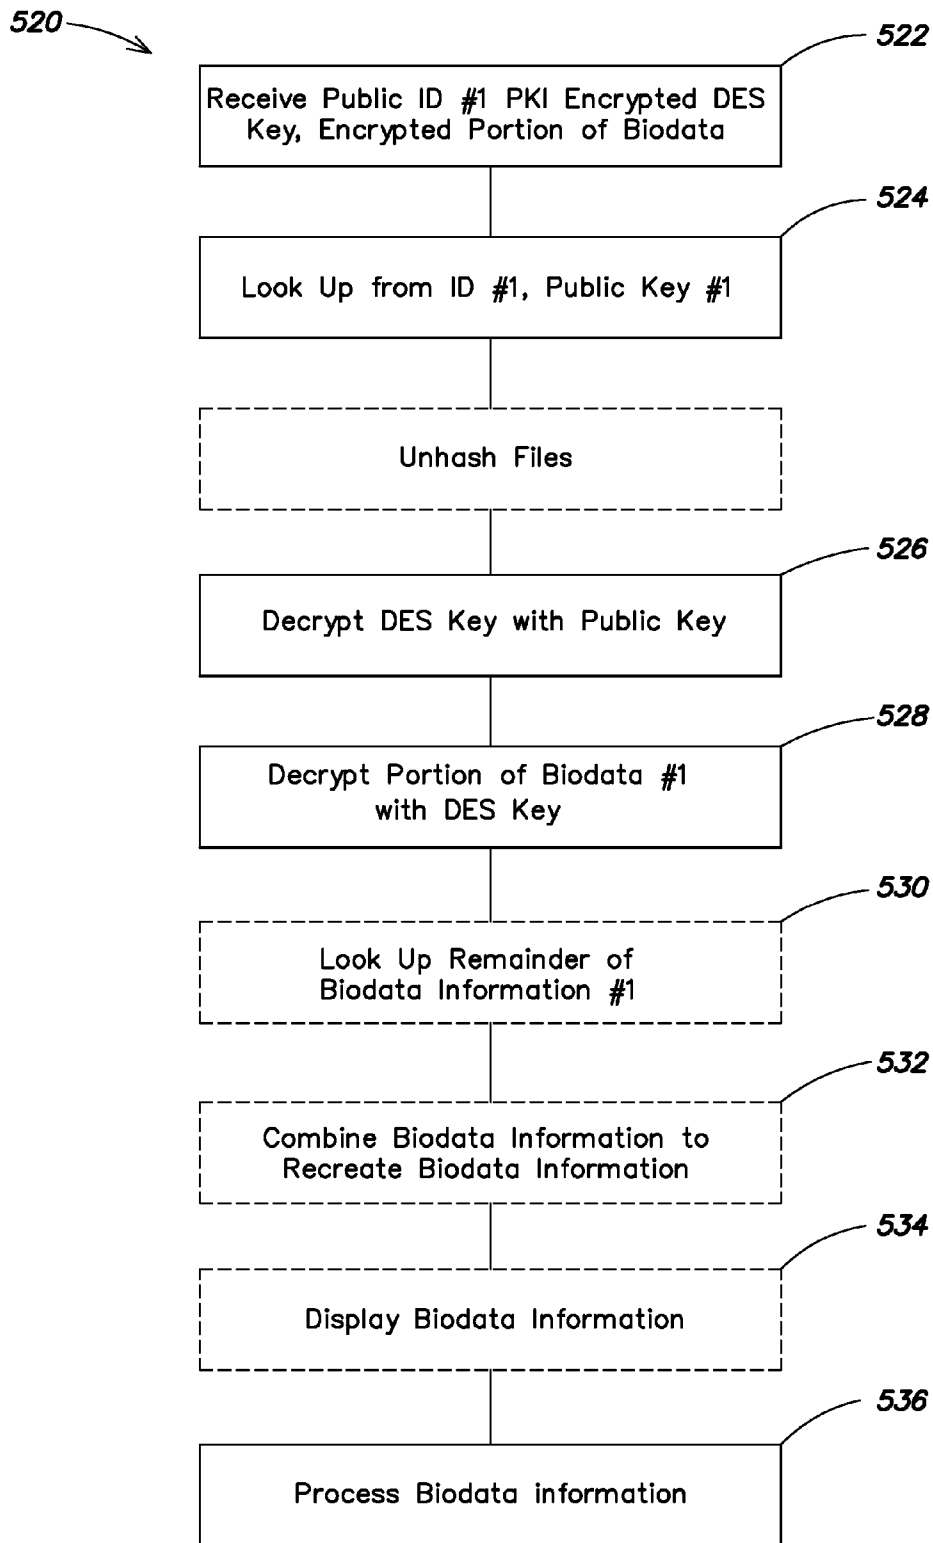 520
522
Receive Public ID #1 PKI Encrypted DES
Key, Encrypted Portion of Biodata
524
Look Up from ID #1, Public Key #1
Unhash Files
526
Decrypt DES Key with Public Key
528
Decrypt Portion of Biodata #1
with DES Key
530
Look Up Remainder of
Biodata Information #1
532
Combine Biodata Information to
Recreate Biodata Information
534
Display Biodata Information
536
Process Biodata information